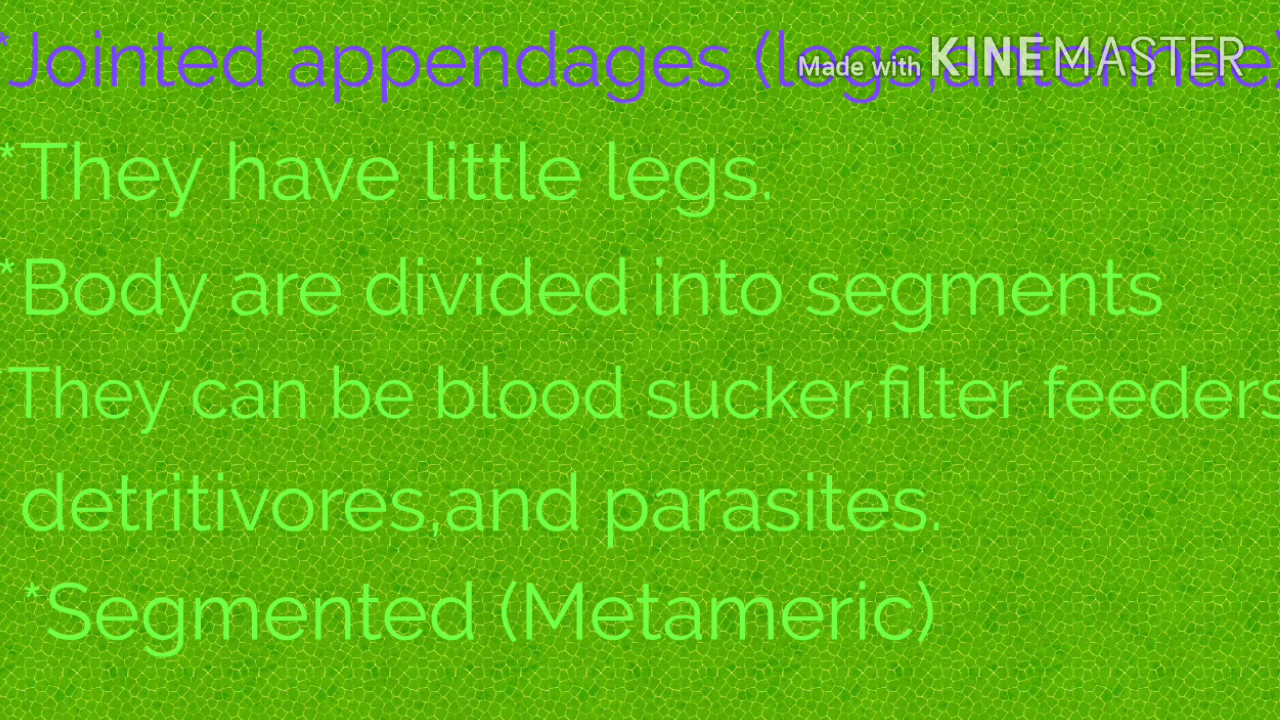 *Jointed appendages (legs,antennae)
Made with KINEMASTER
*They have little legs.
*Body are divided into segments
*They can be blood sucker,filter feeders
detritivores,and parasites.
*Segmented (Metameric)